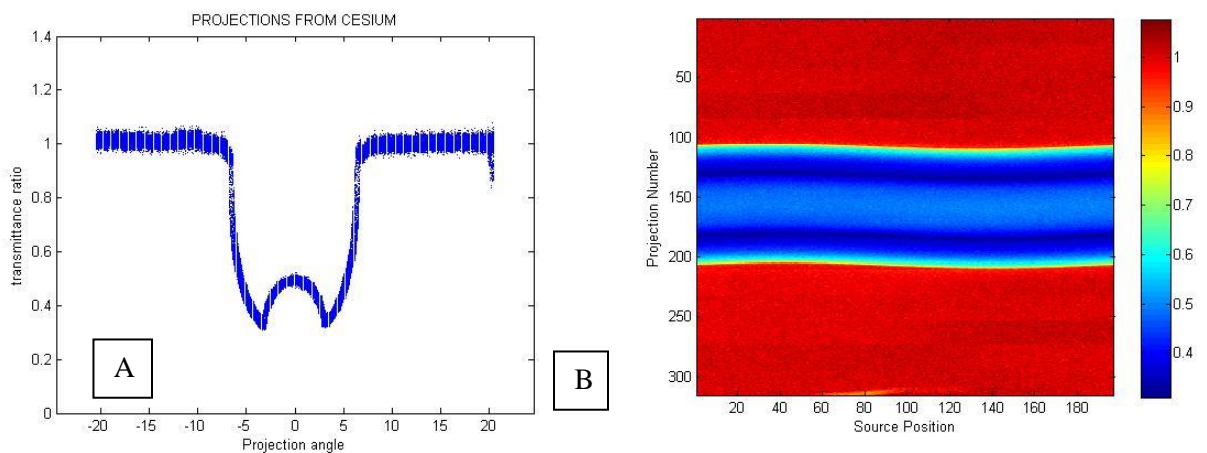 PROJECTIONS FROM CESIUM
1.4
1.2
1
0.8
0.6
0.4
0.2
0
transmittance ratio
-20 -15 -10 -5 0 5 10 15 20
Projection angle
A
B
50
100
150
200
250
300
Projection Number
20 40 60 80 100 120 140 160 180
Source Position
1
0.9
0.8
0.7
0.6
0.5
0.4